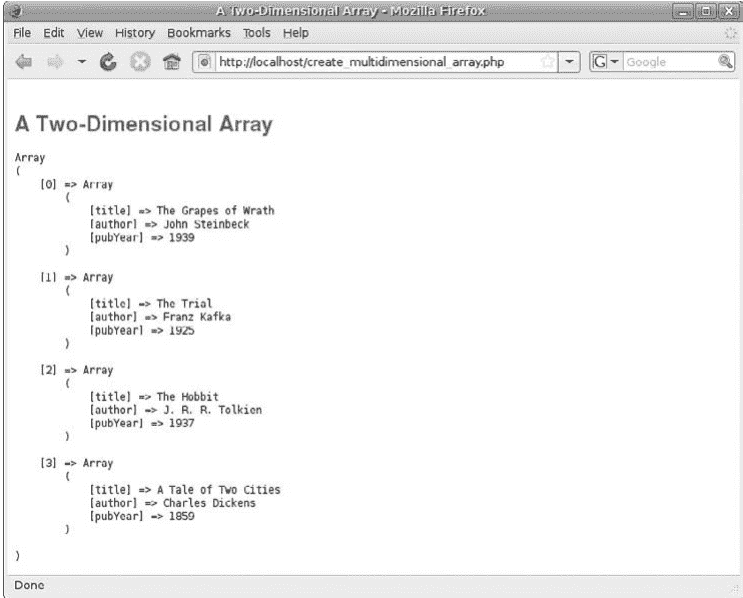 A Two-Dimensional Array - Mozilla Firefox
File Edit View History Bookmarks Tools Help
http://localhost/create_multidimensional_array.php
G
Google
A Two-Dimensional Array
Array
(
[0] => Array
(
[title] => The Grapes of Wrath
[author] => John Steinbeck
[pubYear] => 1939
)
[1] => Array
(
[title] => The Trial
[author] => Franz Kafka
[pubYear] => 1925
)
[2] => Array
(
[title] => The Hobbit
[author] => J. R. R. Tolkien
[pubYear] => 1937
)
[3] => Array
(
[title] => A Tale of Two Cities
[author] => Charles Dickens
[pubYear] => 1859
)
)
Done